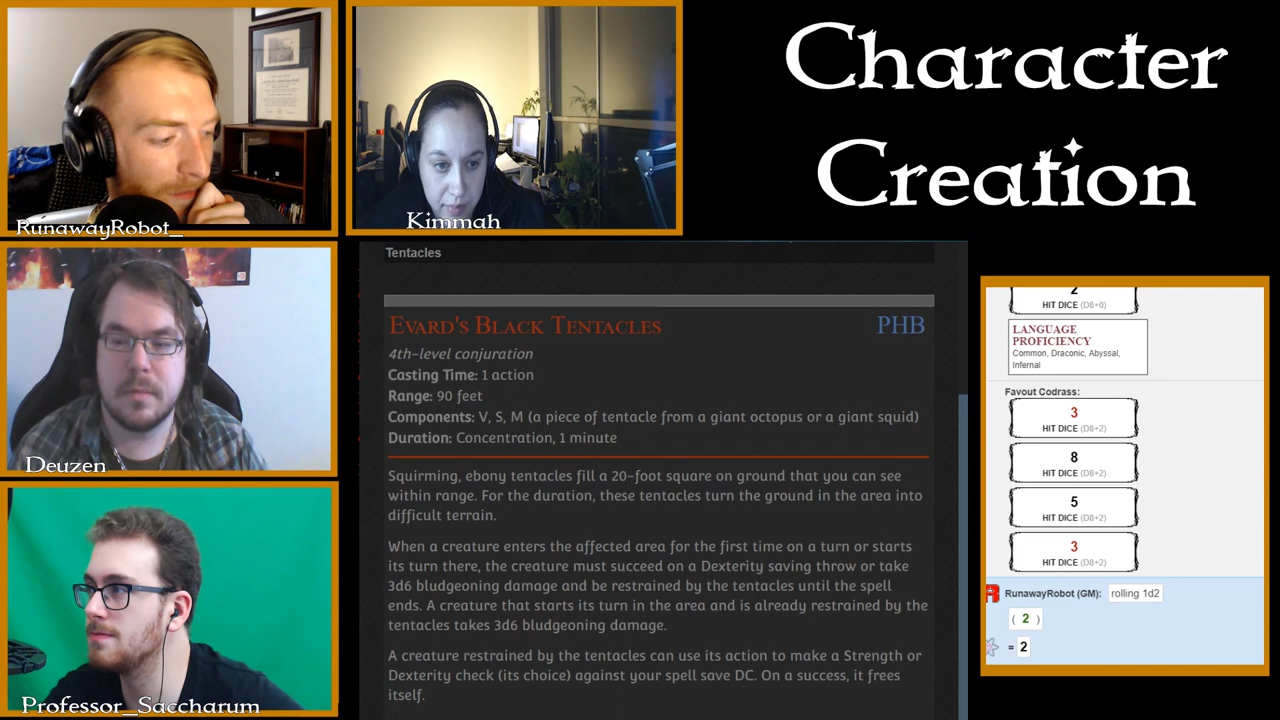 Character
Creation
RunawayRobot_
Kimmah
Deuzen
Professor_Saccharum
Tentacles
EVARD'S BLACK TENTACLES
PHB
4th-level conjuration
Casting Time: 1 action
Range: 90 feet
Components: V, S, M (a piece of tentacle from a giant octopus or a giant squid)
Duration: Concentration, 1 minute
Squirming, ebony tentacles fill a 20-foot square on ground that you can see
within range. For the duration, these tentacles turn the ground in the area into
difficult terrain.
When a creature enters the affected area for the first time on a turn or starts
its turn there, the creature must succeed on a Dexterity saving throw or take
3d6 bludgeoning damage and be restrained by the tentacles until the spell
ends. A creature that starts its turn in the area and is already restrained by the
tentacles takes 3d6 bludgeoning damage.
A creature restrained by the tentacles can use its action to make a Strength or
Dexterity check (its choice) against your spell save DC. On a success, it frees
itself.
2
HIT DICE (D8+0)
LANGUAGE
PROFICIENCY
Common, Draconic, Abyssal,
Infernal
Favout Codrass:
3
HIT DICE (D8+2)
8
HIT DICE (D8+2)
5
HIT DICE (D8+2)
3
HIT DICE (D8+2)
RunawayRobot (GM): rolling 1d2
( 2 )
= 2